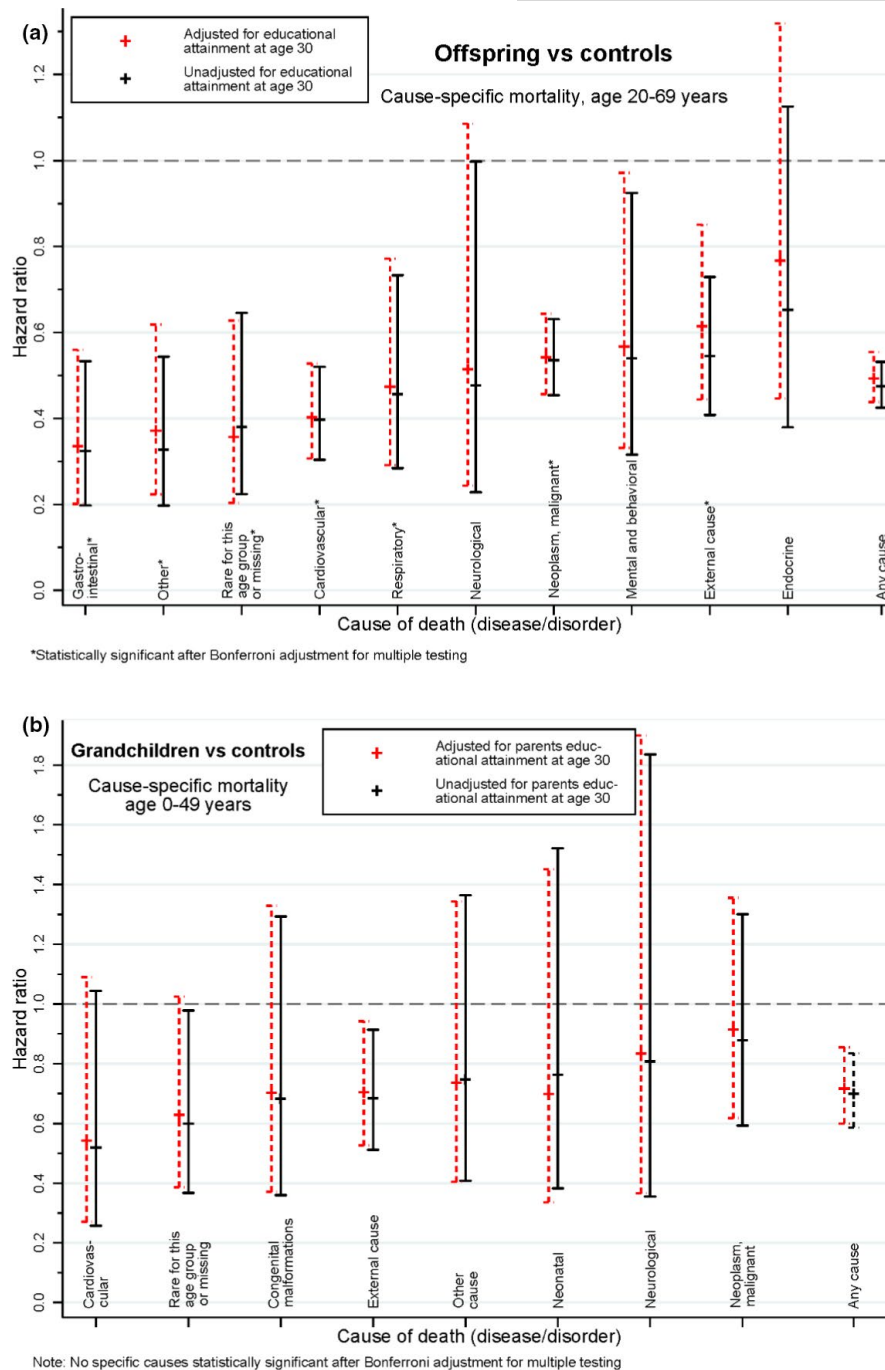 (a)
Adjusted for educational
attainment at age 30
Unadjusted for educational
attainment at age 30
Offspring vs controls
Cause-specific mortality, age 20-69 years
Hazard ratio
1.2
1.0
0.8
0.6
0.4
0.2
0.0
Gastro-
intestinal*
Other*
Rare for this
age group
or missing*
Cardiovascular*
Respiratory*
Neurological
Neoplasm, malignant*
Mental and behavioral
External cause*
Endocrine
Any cause
Cause of death (disease/disorder)
*Statistically significant after Bonferroni adjustment for multiple testing
(b)
Grandchildren vs controls
Cause-specific mortality
age 0-49 years
Adjusted for parents educ-
ational attainment at age 30
Unadjusted for parents educ-
ational attainment at age 30
Hazard ratio
1.8
1.6
1.4
1.2
1.0
0.8
0.6
0.4
0.2
0.0
Cardiovas-
cular
Rare for this
age group
or missing
Congenital
malformations
External cause
Other
cause
Neonatal
Neurological
Neoplasm,
malignant
Any cause
Cause of death (disease/disorder)
Note: No specific causes statistically significant after Bonferroni adjustment for multiple testing